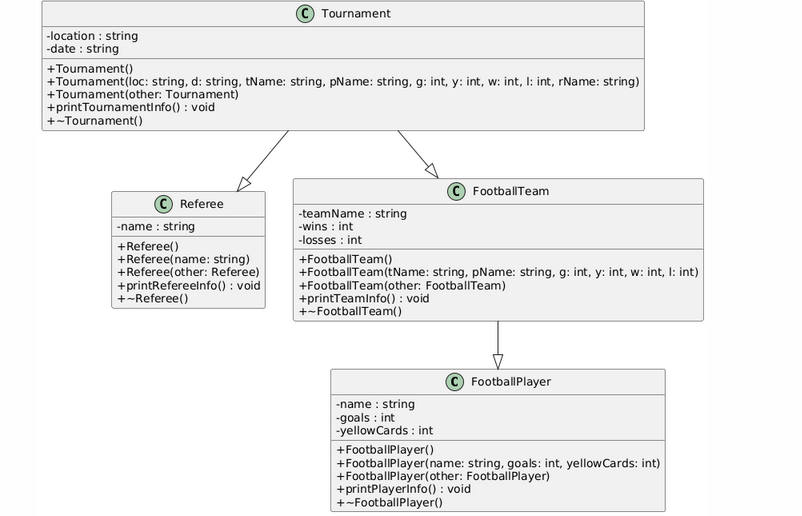 C Tournament
-location : string
-date : string
+Tournament()
+Tournament(loc: string, d: string, tName: string, pName: string, g: int, y: int, w: int, l: int, rName: string)
+Tournament(other: Tournament)
+printTournamentInfo() : void
+~Tournament()
C Referee
-name : string
+Referee()
+Referee(name: string)
+Referee(other: Referee)
+printRefereeInfo() : void
+~Referee()
C FootballTeam
-teamName : string
-wins : int
-losses : int
+FootballTeam()
+FootballTeam(tName: string, pName: string, g: int, y: int, w: int, l: int)
+FootballTeam(other: FootballTeam)
+printTeamInfo() : void
+~FootballTeam()
C FootballPlayer
-name : string
-goals : int
-yellowCards : int
+FootballPlayer()
+FootballPlayer(name: string, goals: int, yellowCards: int)
+FootballPlayer(other: FootballPlayer)
+printPlayerInfo() : void
+~FootballPlayer()